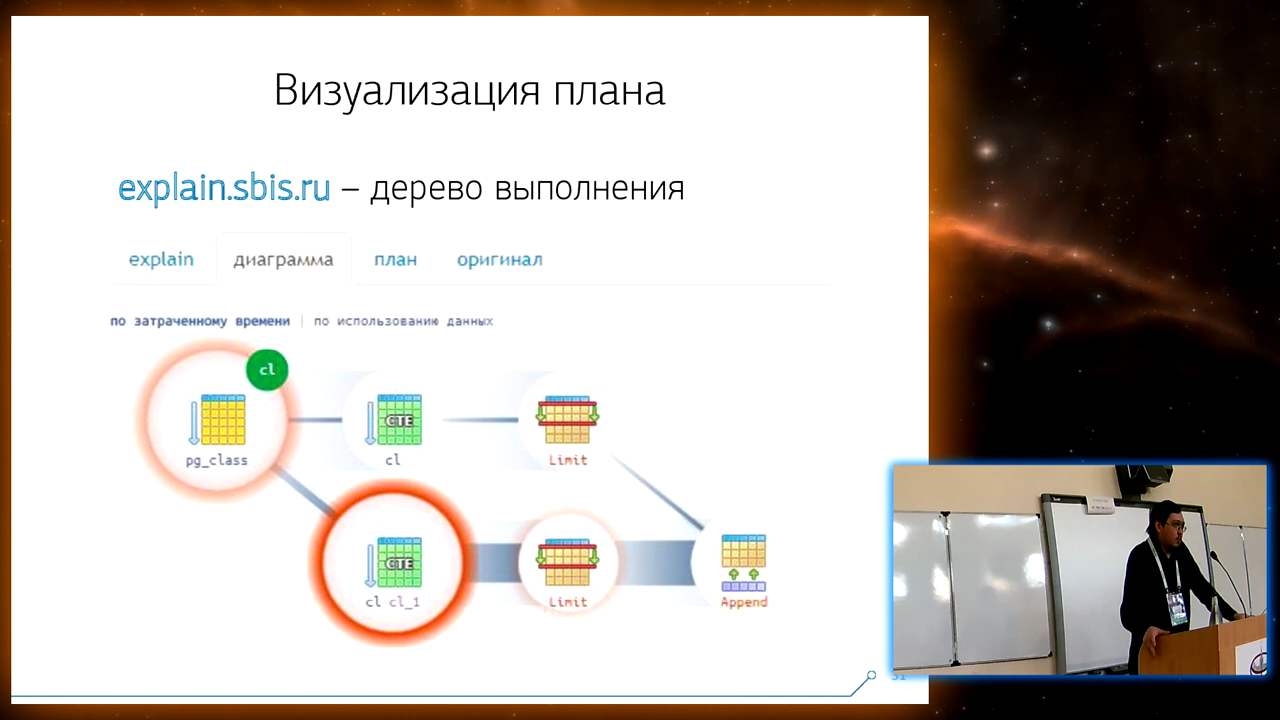 Визуализация плана
explain.sbis.ru – дерево выполнения
explain диаграмма план оригинал
по затраченному времени | по использованию данных
cl
pg_class
CTE
cl
Limit
CTE
cl cl_1
Limit
Append
51